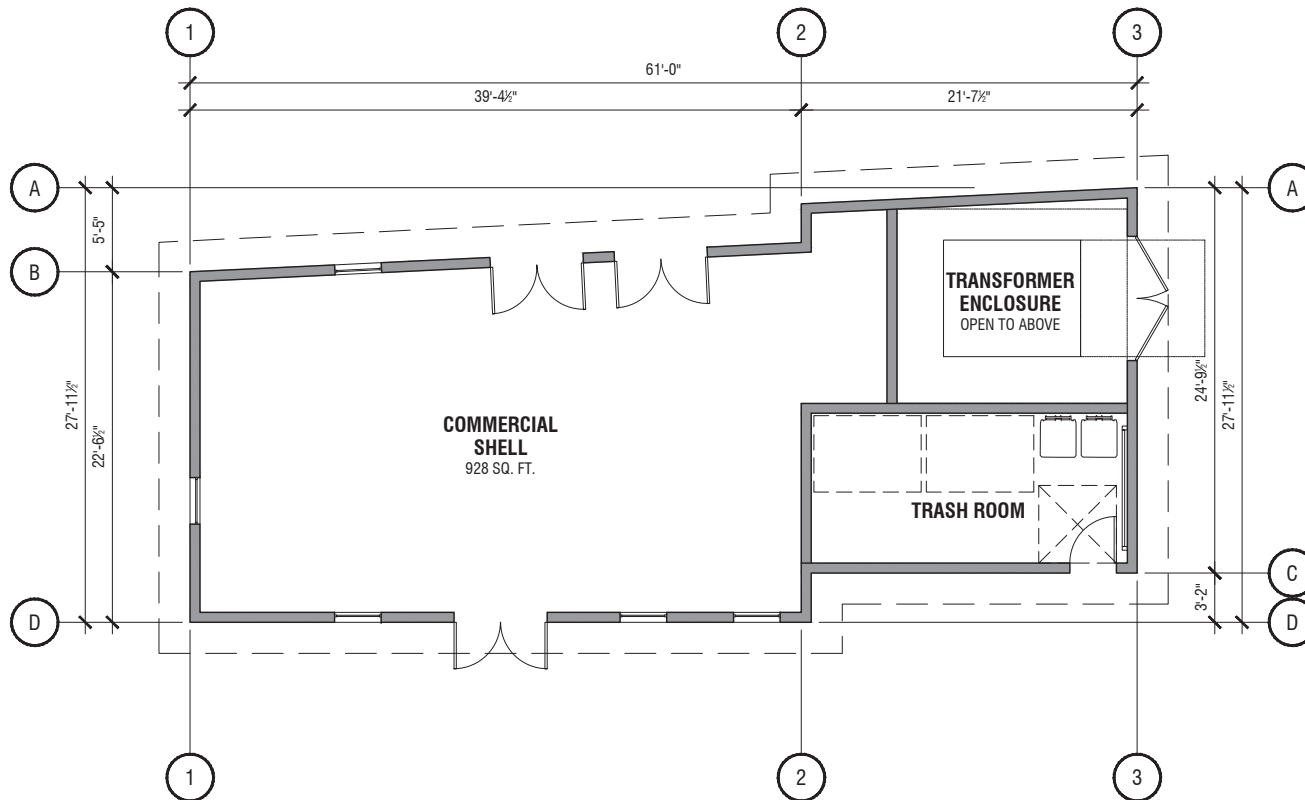 1
2
3
61'-0"
39'-4½"
21'-7½"
A
A
5'-5"
B
TRANSFORMER
ENCLOSURE
OPEN TO ABOVE
27'-11½"
22'-6½"
24'-9½"
27'-11½"
COMMERCIAL
SHELL
928 SQ. FT.
TRASH ROOM
C
3'-2"
D
D
1
2
3